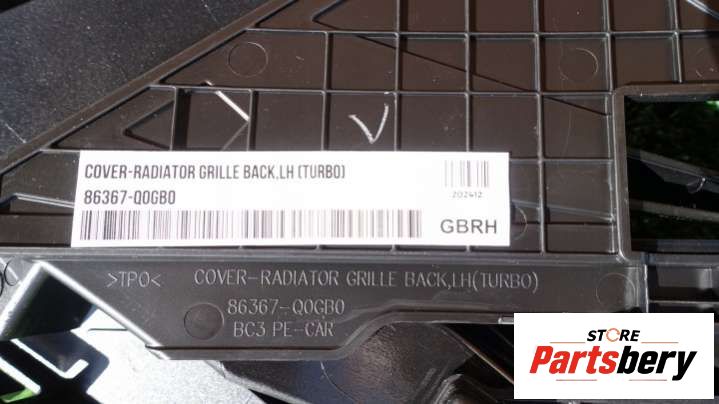 COVER-RADIATOR GRILLE BACK,LH (TURBO)
86367-Q0GB0
202412
GBRH
>TPO<
COVER-RADIATOR GRILLE BACK,LH(TURBO)
86367-Q0GB0
BC3 PE-CAR
STORE
Partsbery